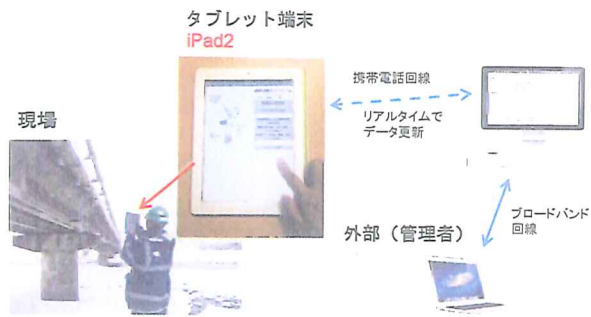 タブレット端末
iPad2
携帯電話回線
リアルタイムで
データ更新
現場
ブロードバンド
回線
外部（管理者）